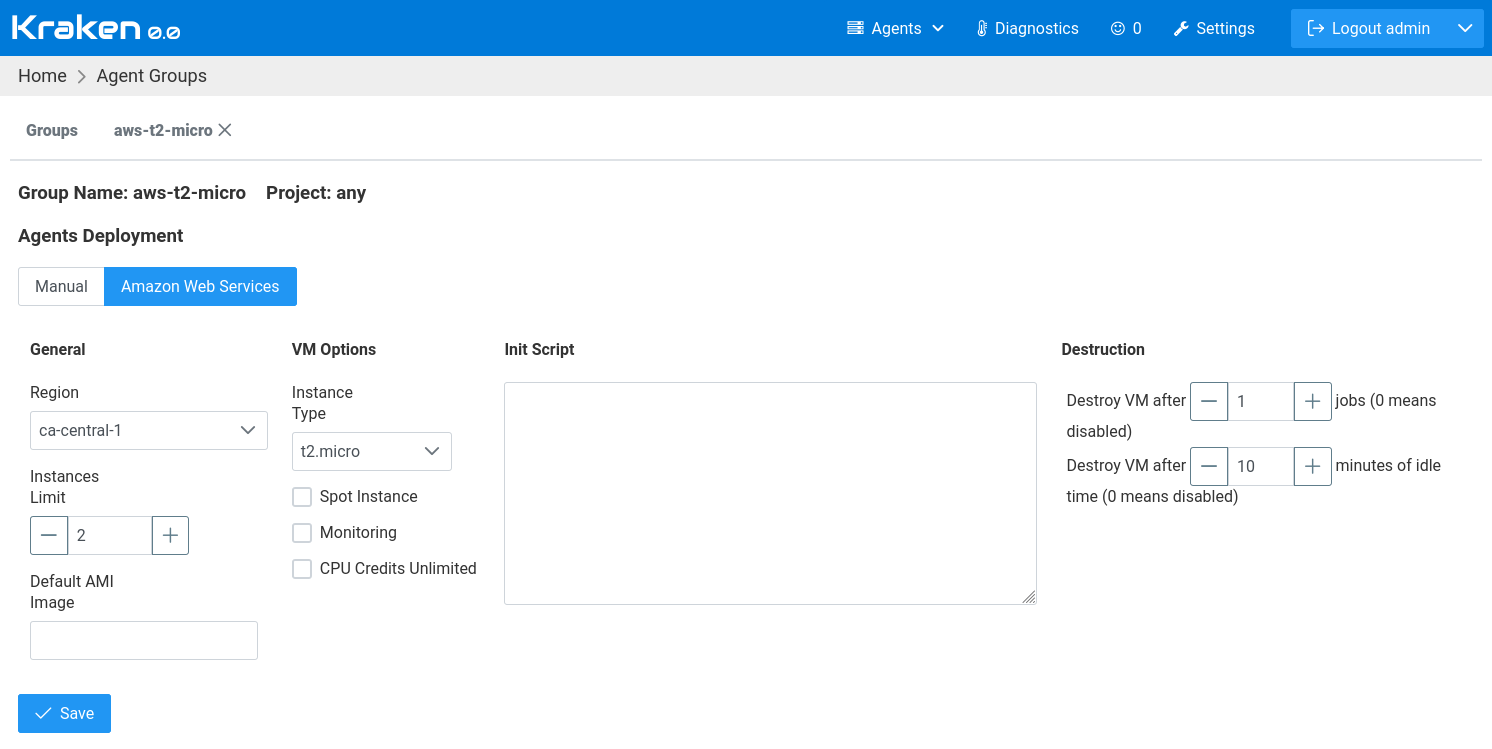 Kraken 0.0
Agents
Diagnostics
0
Settings
Logout admin
Home
Agent Groups
Groups
aws-t2-micro
Group Name: aws-t2-micro Project: any
Agents Deployment
Manual
Amazon Web Services
General
Region
ca-central-1
Instances
Limit
2
Default AMI
Image
VM Options
Instance
Type
t2.micro
Spot Instance
Monitoring
CPU Credits Unlimited
Init Script
Destruction
Destroy VM after 1 jobs (0 means
disabled)
Destroy VM after 10 minutes of idle
time (0 means disabled)
Save